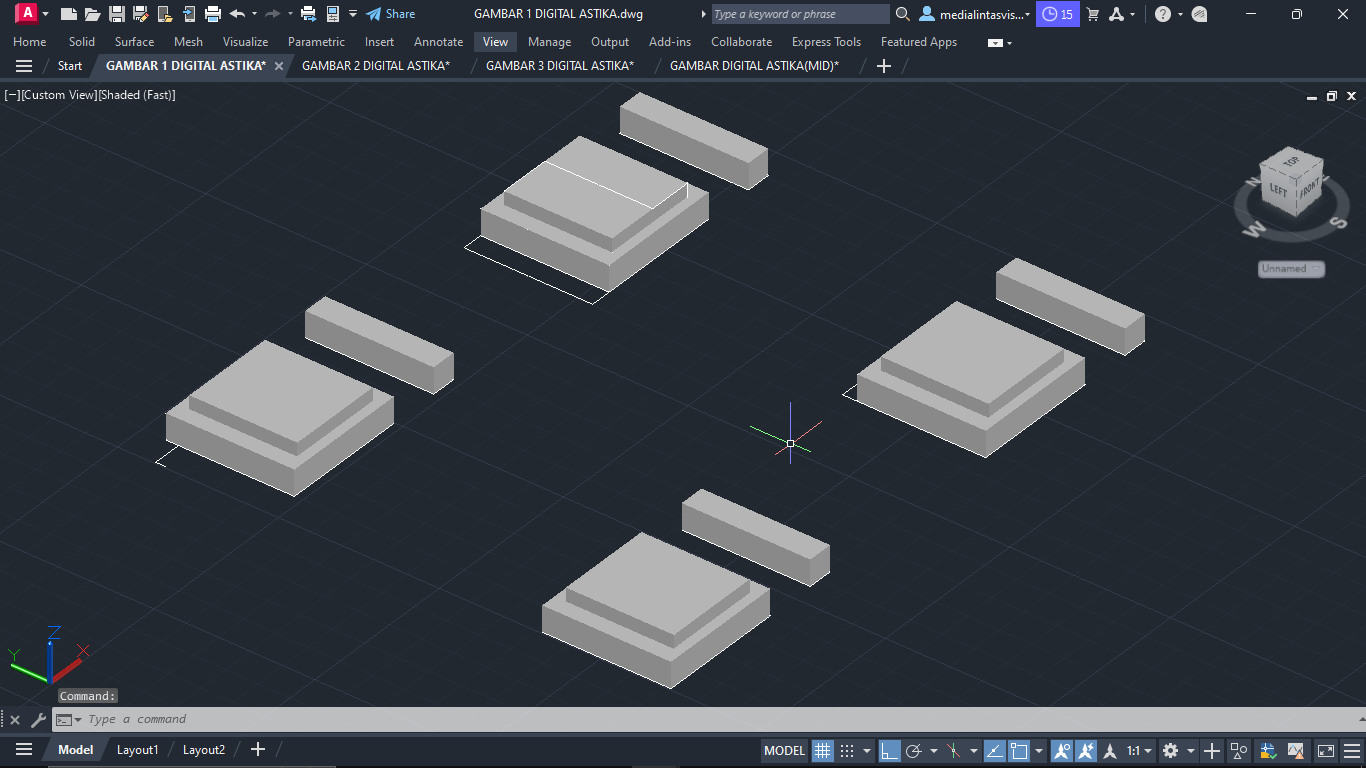 A Share GAMBAR 1 DIGITAL ASTIKA.dwg Type a keyword or phrase medialintasvis... 15
Home Solid Surface Mesh Visualize Parametric Insert Annotate View Manage Output Add-ins Collaborate Express Tools Featured Apps
Start GAMBAR 1 DIGITAL ASTIKA* GAMBAR 2 DIGITAL ASTIKA* GAMBAR 3 DIGITAL ASTIKA* GAMBAR DIGITAL ASTIKA(MID)*
[−][Custom View][Shaded (Fast)]
TOP
LEFT FRONT
N
W S
Unnamed
Z
Y X
Command:
Type a command
Model Layout1 Layout2 MODEL 1:1